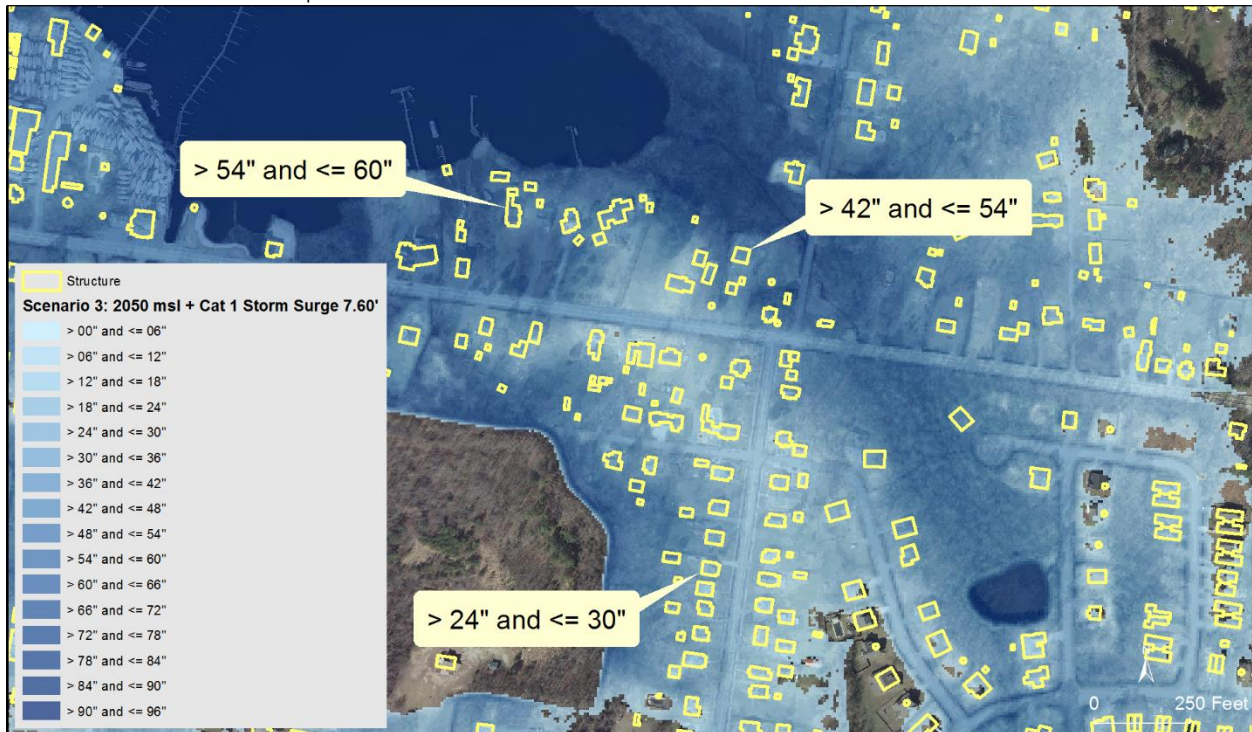 > 54" and <= 60"
> 42" and <= 54"
Structure
Scenario 3: 2050 msl + Cat 1 Storm Surge 7.60'
> 00" and <= 06"
> 06" and <= 12"
> 12" and <= 18"
> 18" and <= 24"
> 24" and <= 30"
> 30" and <= 36"
> 36" and <= 42"
> 42" and <= 48"
> 48" and <= 54"
> 54" and <= 60"
> 60" and <= 66"
> 66" and <= 72"
> 72" and <= 78"
> 78" and <= 84"
> 84" and <= 90"
> 90" and <= 96"
> 24" and <= 30"
0 250 Feet